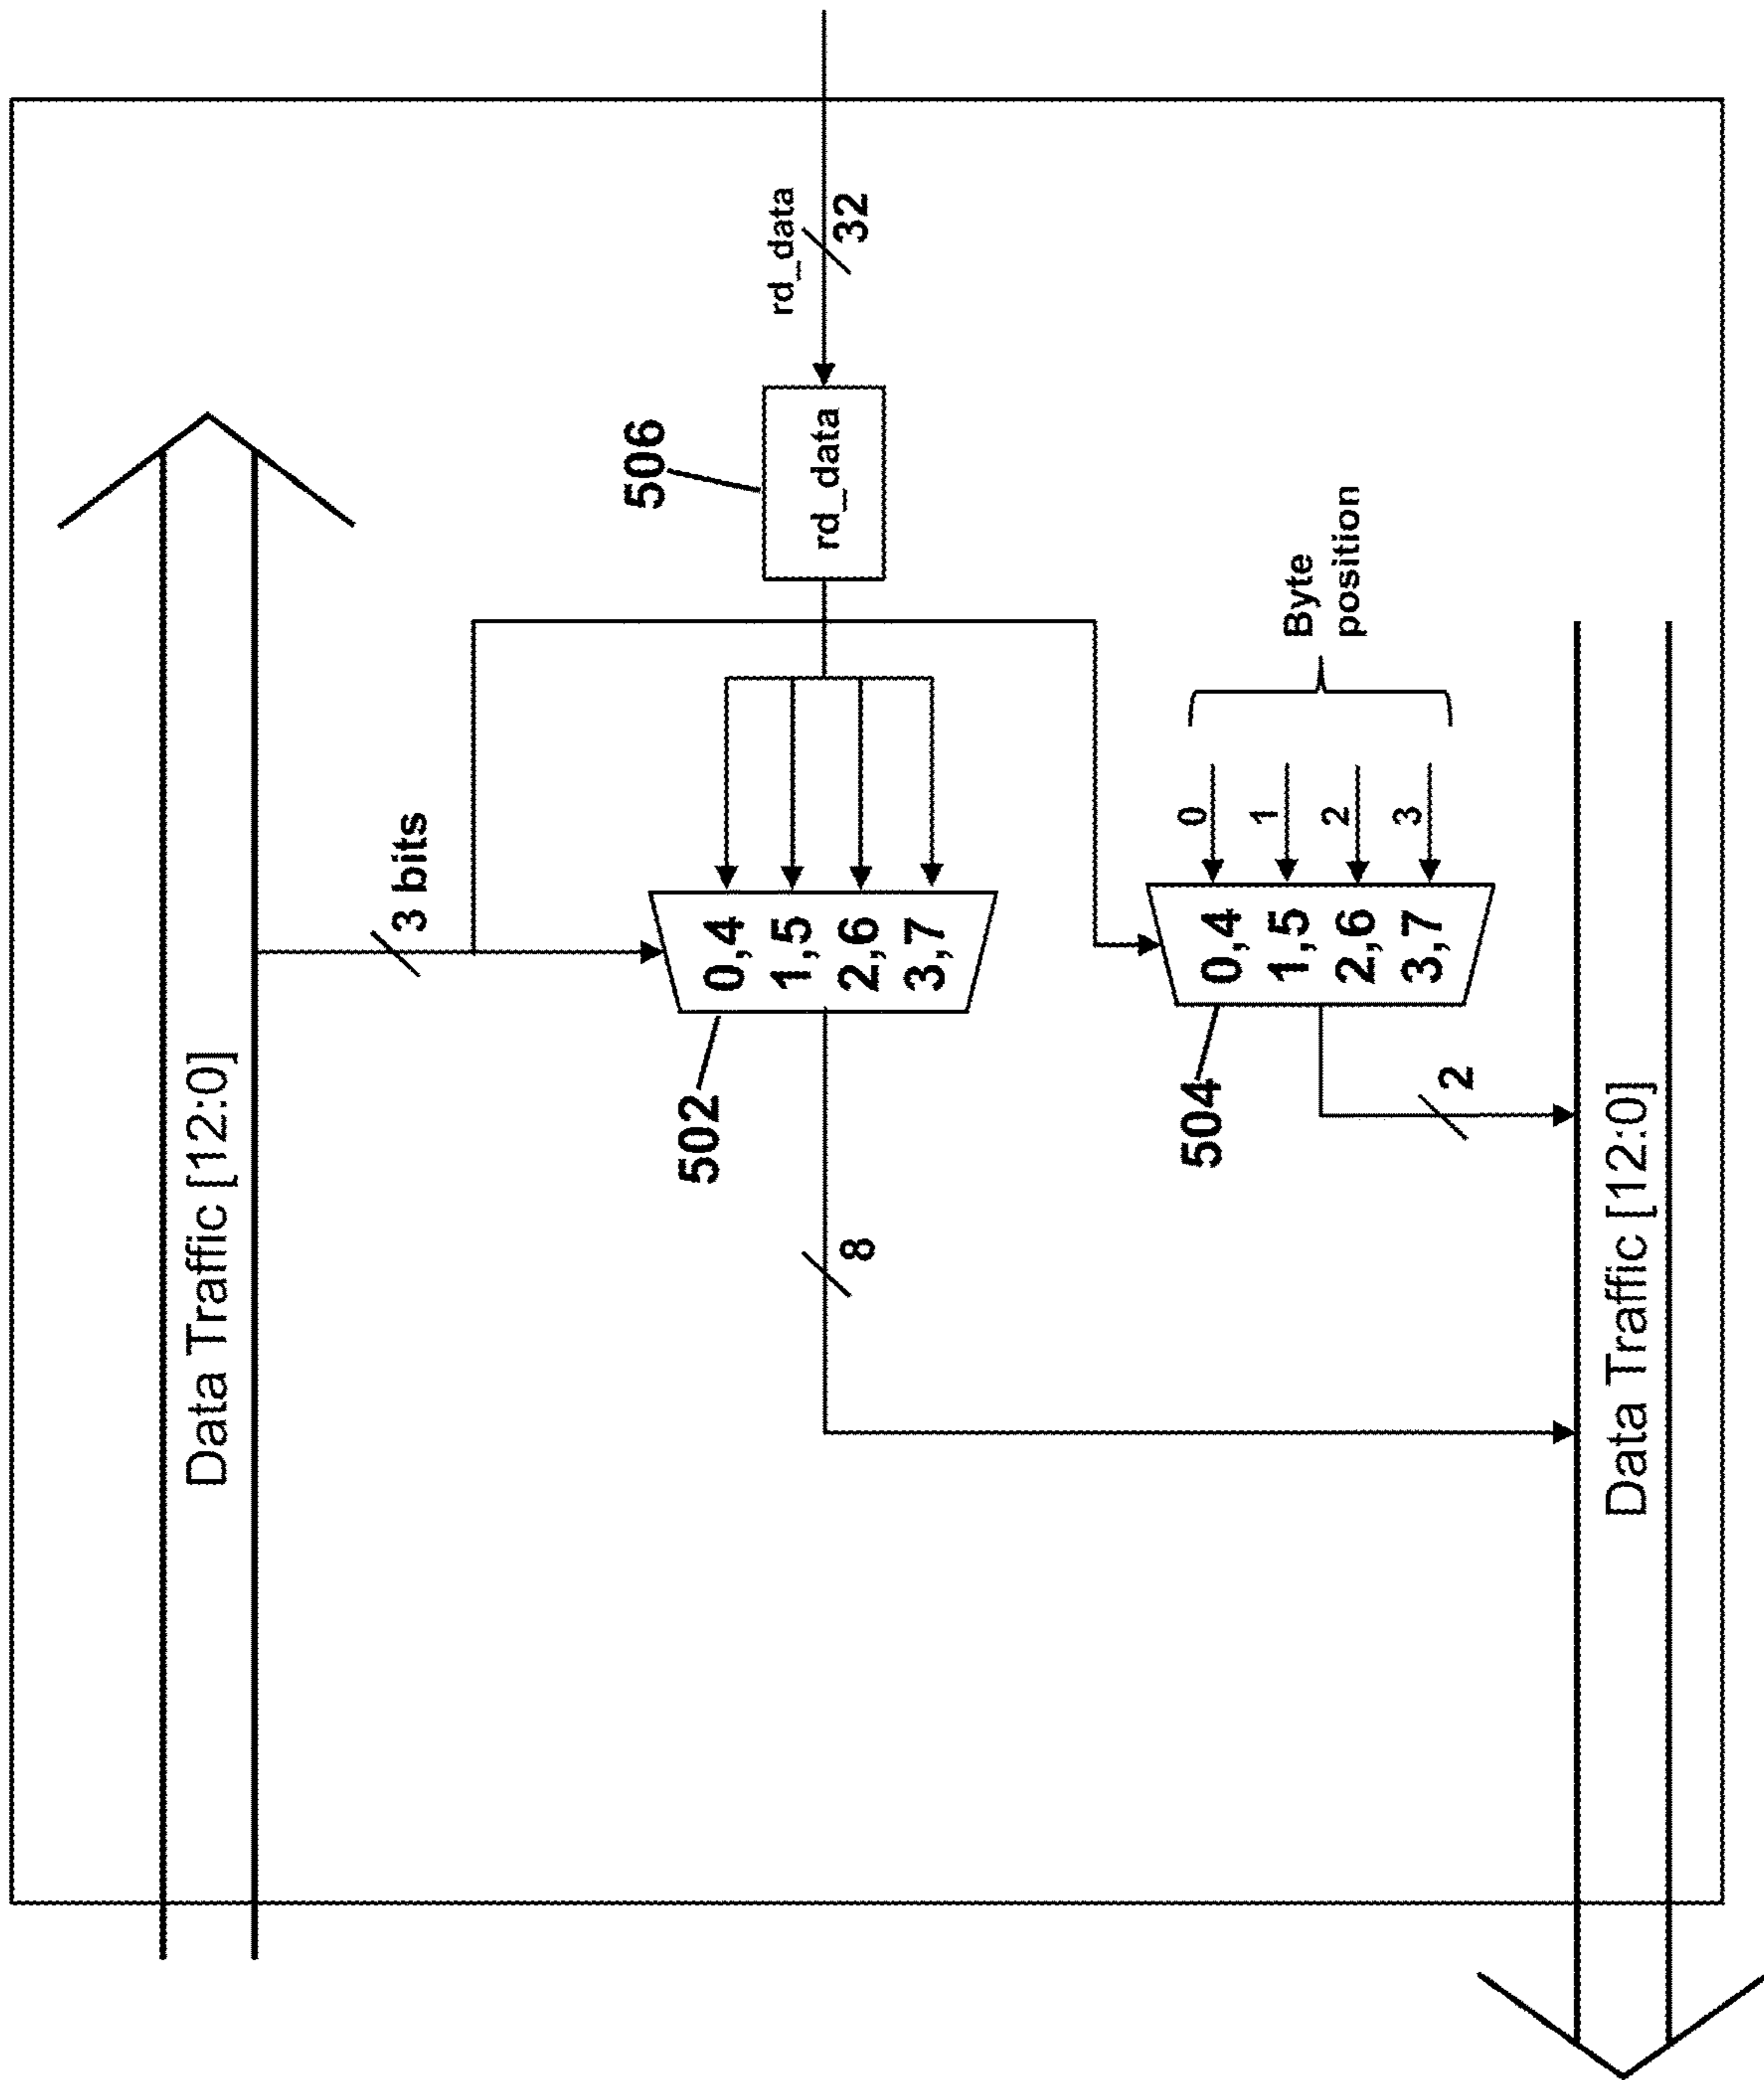 Data Traffic [12:0]
3 bits
502
0,4
1,5
2,6
3,7
8
506
rd_data
rd_data
32
504
0,4
1,5
2,6
3,7
0
1
2
3
Byte
position
2
Data Traffic [12:0]